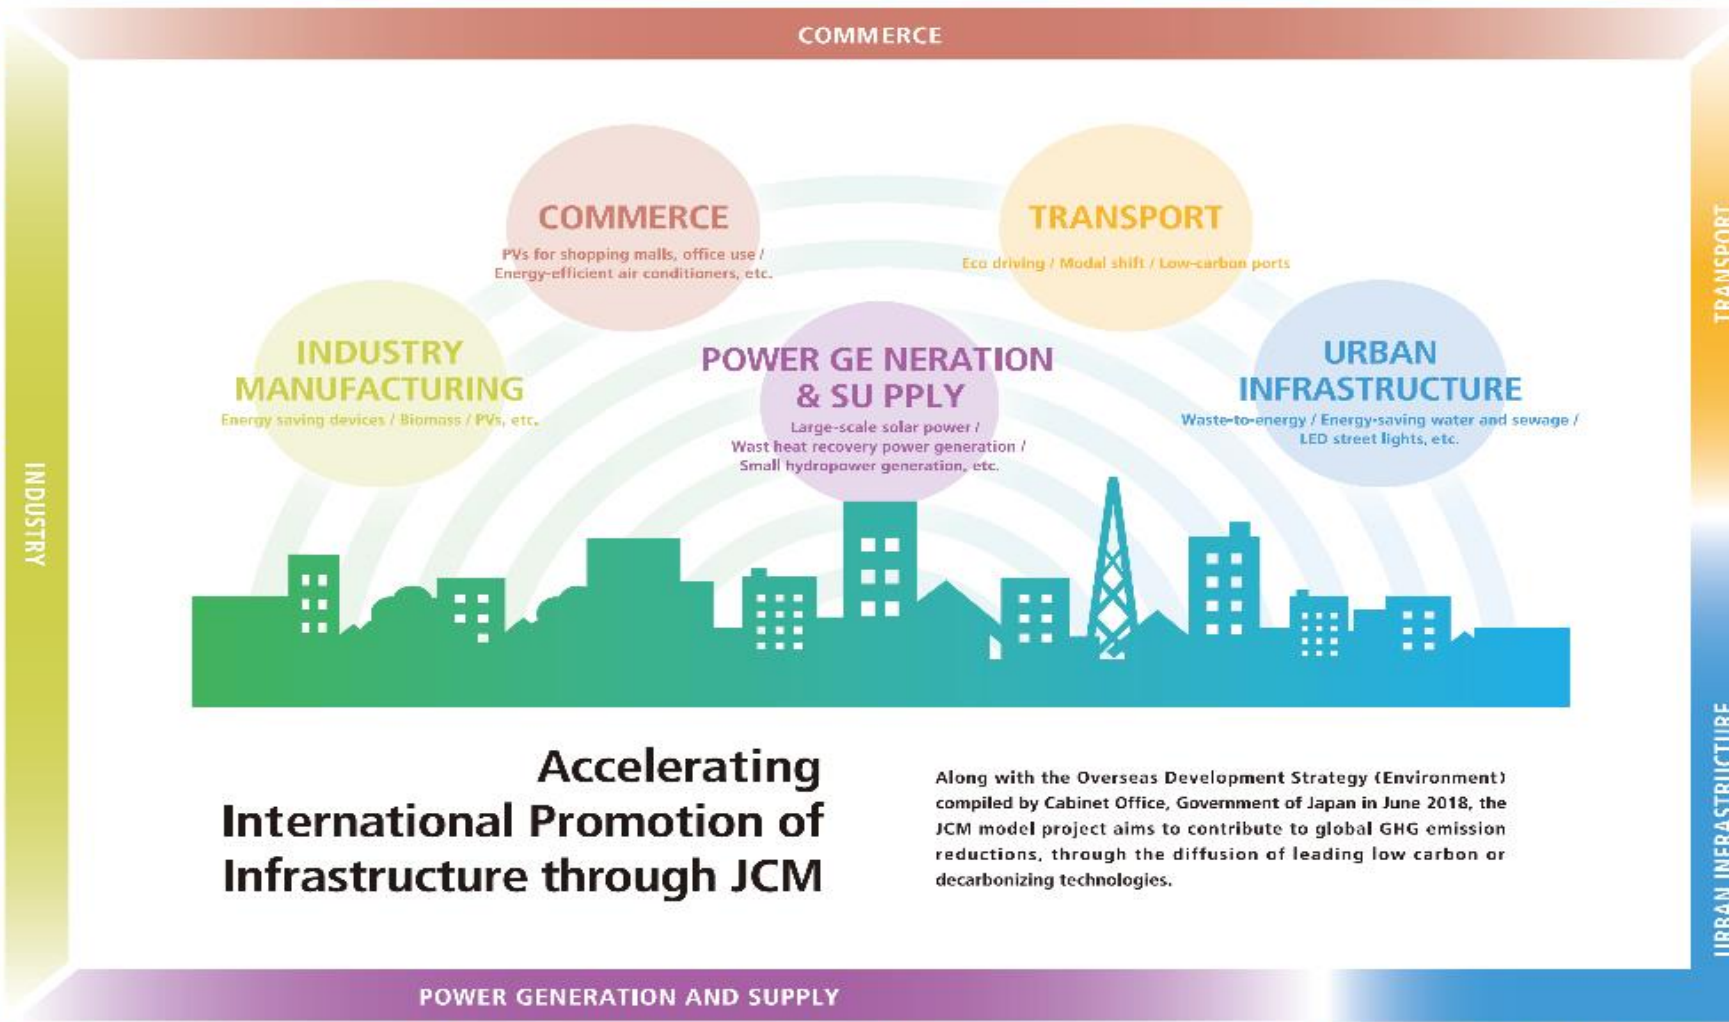 COMMERCE
COMMERCE
PVs for shopping malls, office use /
Energy-efficient air conditioners, etc.
TRANSPORT
Eco driving / Modal shift / Low-carbon ports
INDUSTRY
MANUFACTURING
Energy saving devices / Biomass / PVs, etc.
POWER GE NERATION
& SU PPLY
Large-scale solar power /
Wast heat recovery power generation /
Small hydropower generation, etc.
URBAN
INFRASTRUCTURE
Waste-to-energy / Energy-saving water and sewage /
LED street lights, etc.
INDUSTRY
TRANSPORT
URBAN INFRASTRUCTURE
Accelerating
International Promotion of
Infrastructure through JCM
Along with the Overseas Development Strategy (Environment)
compiled by Cabinet Office, Government of Japan in June 2018, the
JCM model project aims to contribute to global GHG emission
reductions, through the diffusion of leading low carbon or
decarbonizing technologies.
POWER GENERATION AND SUPPLY